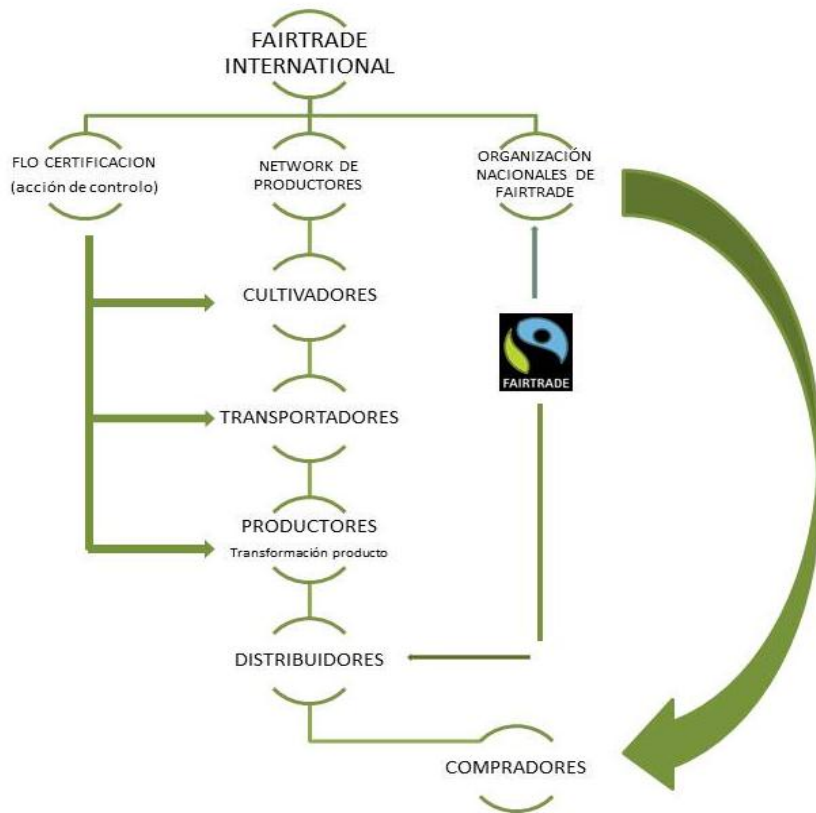 FAIRTRADE
INTERNATIONAL
FLO CERTIFICACION
(acción de controlo)
NETWORK DE
PRODUCTORES
ORGANIZACIÓN
NACIONALES DE
FAIRTRADE
CULTIVADORES
FAIRTRADE
TRANSPORTADORES
PRODUCTORES
Transformación producto
DISTRIBUIDORES
COMPRADORES